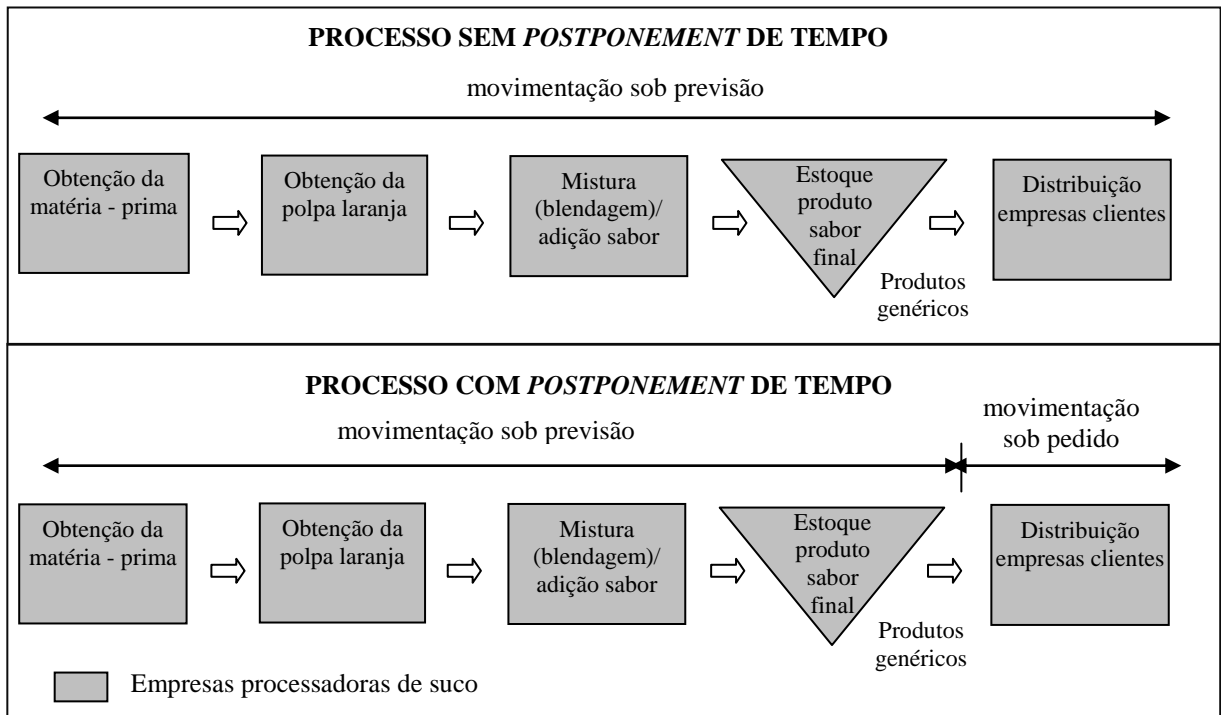 PROCESSO SEM POSTPONEMENT DE TEMPO
movimentação sob previsão
Obtenção da
matéria - prima
Obtenção da
polpa laranja
Mistura
(blendagem)/
adição sabor
Estoque
produto
sabor
final
Produtos
genéricos
Distribuição
empresas clientes
PROCESSO COM POSTPONEMENT DE TEMPO
movimentação sob previsão
movimentação
sob pedido
Obtenção da
matéria - prima
Obtenção da
polpa laranja
Mistura
(blendagem)/
adição sabor
Estoque
produto
sabor
final
Produtos
genéricos
Distribuição
empresas clientes
Empresas processadoras de suco